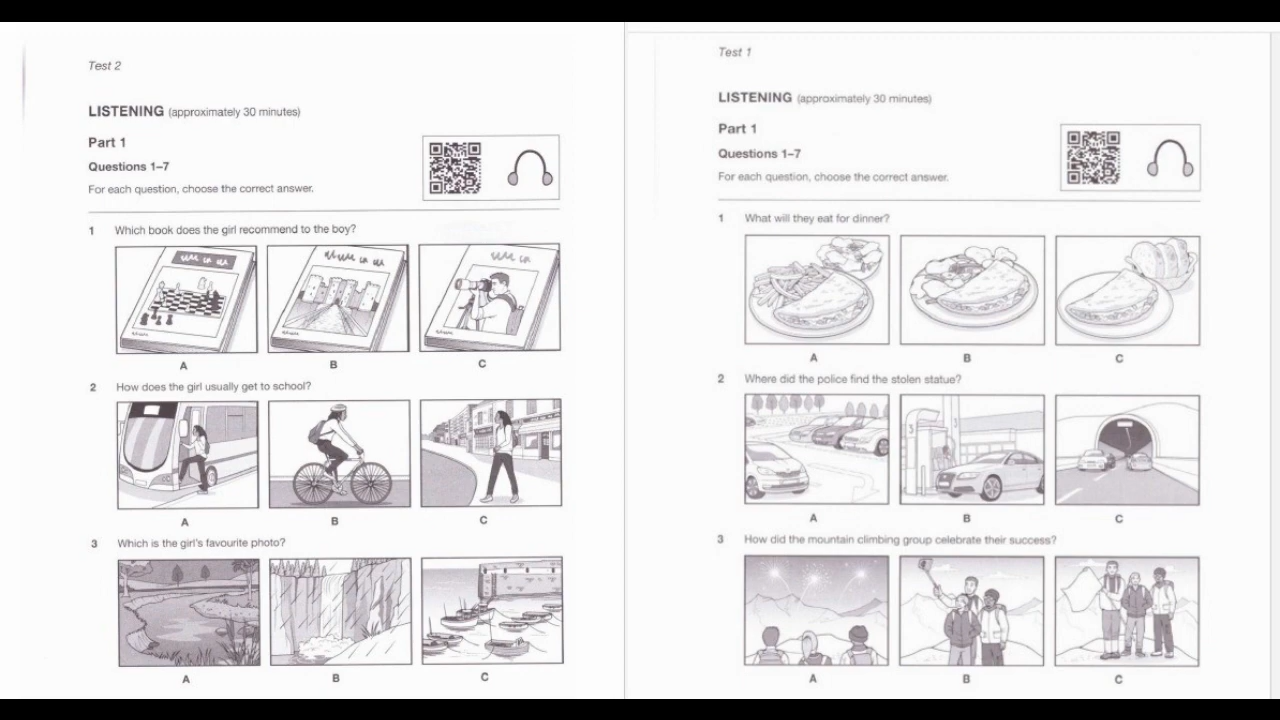 Test 2
LISTENING (approximately 30 minutes)
Part 1
Questions 1–7
For each question, choose the correct answer.
1 Which book does the girl recommend to the boy?
A B C
2 How does the girl usually get to school?
A B C
3 Which is the girl's favourite photo?
A B C
Test 1
LISTENING (approximately 30 minutes)
Part 1
Questions 1–7
For each question, choose the correct answer.
1 What will they eat for dinner?
A B C
2 Where did the police find the stolen statue?
A B C
3 How did the mountain climbing group celebrate their success?
A B C